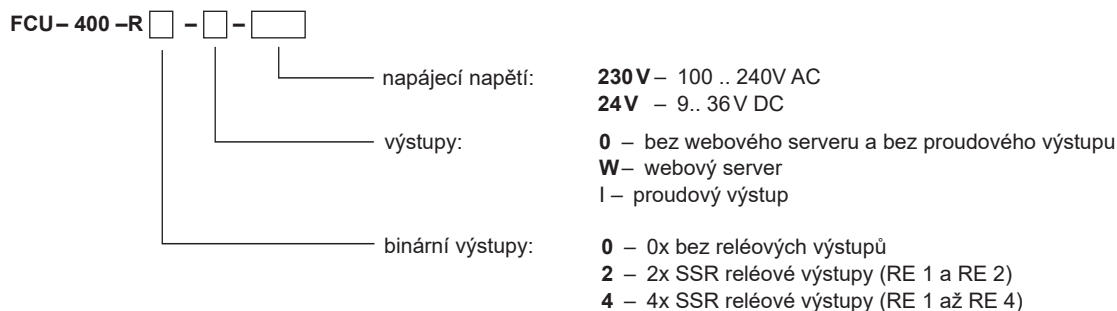 FCU – 400 –R – –
napájecí napětí: 230 V – 100 .. 240V AC
24V – 9.. 36 V DC
výstupy: 0 – bez webového serveru a bez proudového výstupu
W – webový server
I – proudový výstup
binární výstupy: 0 – 0x bez reléových výstupů
2 – 2x SSR reléové výstupy (RE 1 a RE 2)
4 – 4x SSR reléové výstupy (RE 1 až RE 4)